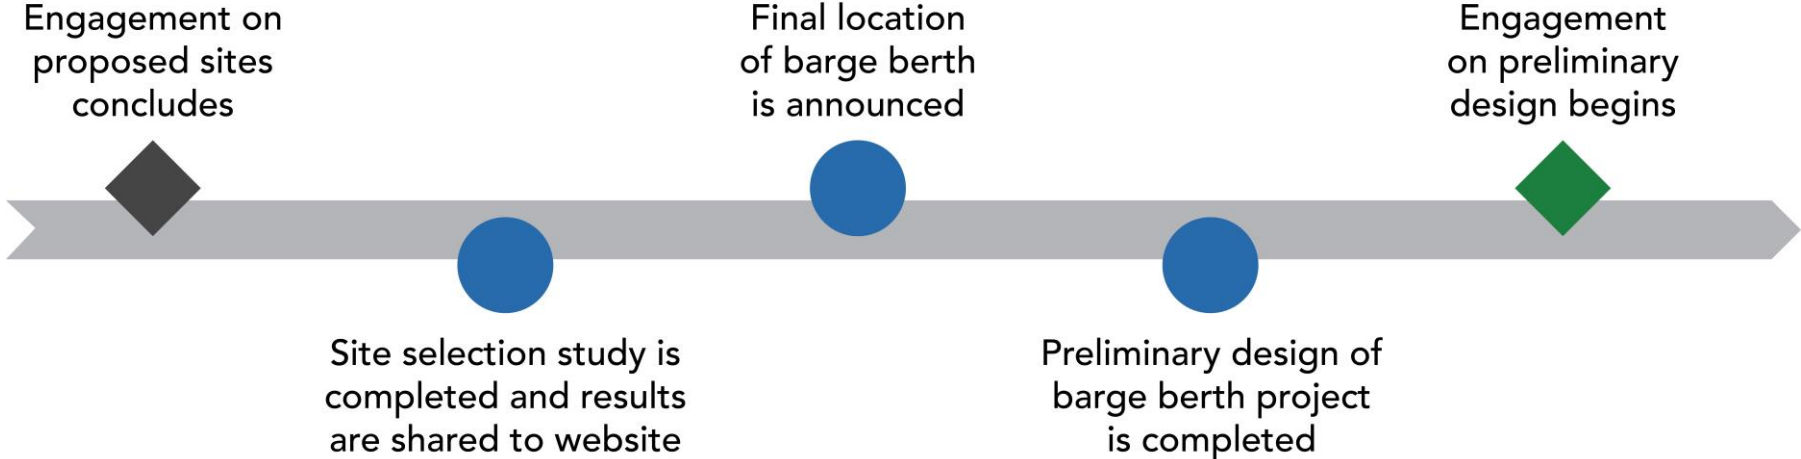 Engagement on
proposed sites
concludes
Site selection study is
completed and results
are shared to website
Final location
of barge berth
is announced
Preliminary design of
barge berth project
is completed
Engagement
on preliminary
design begins